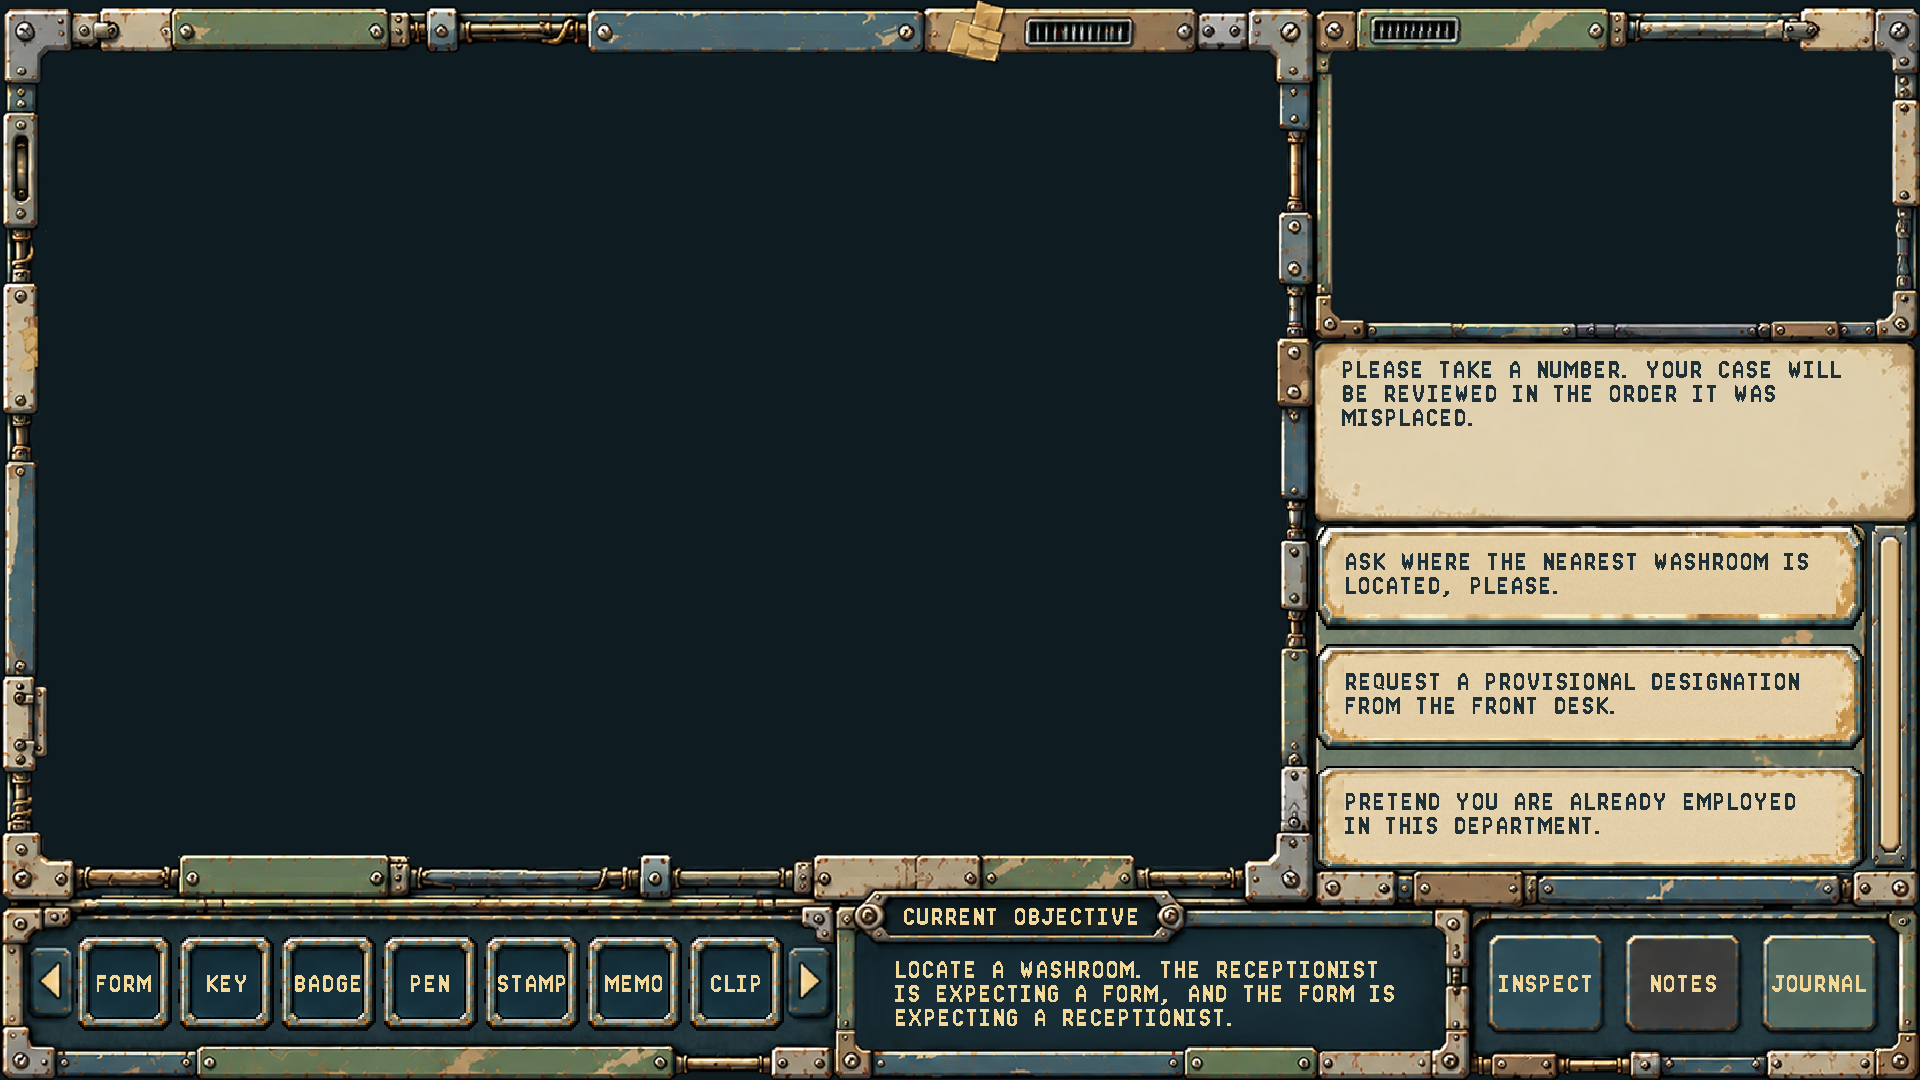 PLEASE TAKE A NUMBER. YOUR CASE WILL
BE REVIEWED IN THE ORDER IT WAS
MISPLACED.
ASK WHERE THE NEAREST WASHROOM IS
LOCATED, PLEASE.
REQUEST A PROVISIONAL DESIGNATION
FROM THE FRONT DESK.
PRETEND YOU ARE ALREADY EMPLOYED
IN THIS DEPARTMENT.
CURRENT OBJECTIVE
LOCATE A WASHROOM. THE RECEPTIONIST
IS EXPECTING A FORM, AND THE FORM IS
EXPECTING A RECEPTIONIST.
FORM
KEY
BADGE
PEN
STAMP
MEMO
CLIP
INSPECT
NOTES
JOURNAL